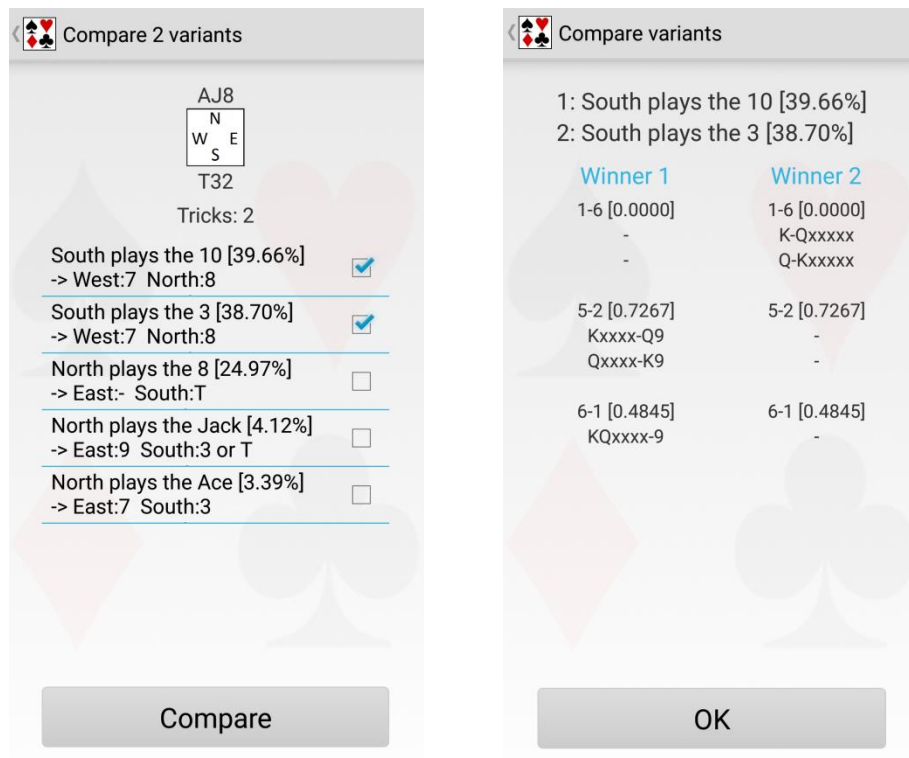 Compare 2 variants
AJ8
N
W E
S
T32
Tricks: 2
South plays the 10 [39.66%]
-> West:7 North:8
South plays the 3 [38.70%]
-> West:7 North:8
North plays the 8 [24.97%]
-> East:- South:T
North plays the Jack [4.12%]
-> East:9 South:3 or T
North plays the Ace [3.39%]
-> East:7 South:3
Compare
Compare variants
1: South plays the 10 [39.66%]
2: South plays the 3 [38.70%]
Winner 1 Winner 2
1-6 [0.0000] 1-6 [0.0000]
- K-Qxxxxx
- Q-Kxxxxx
5-2 [0.7267] 5-2 [0.7267]
Kxxxx-Q9 -
Qxxxx-K9 -
6-1 [0.4845] 6-1 [0.4845]
KQxxxx-9 -
OK